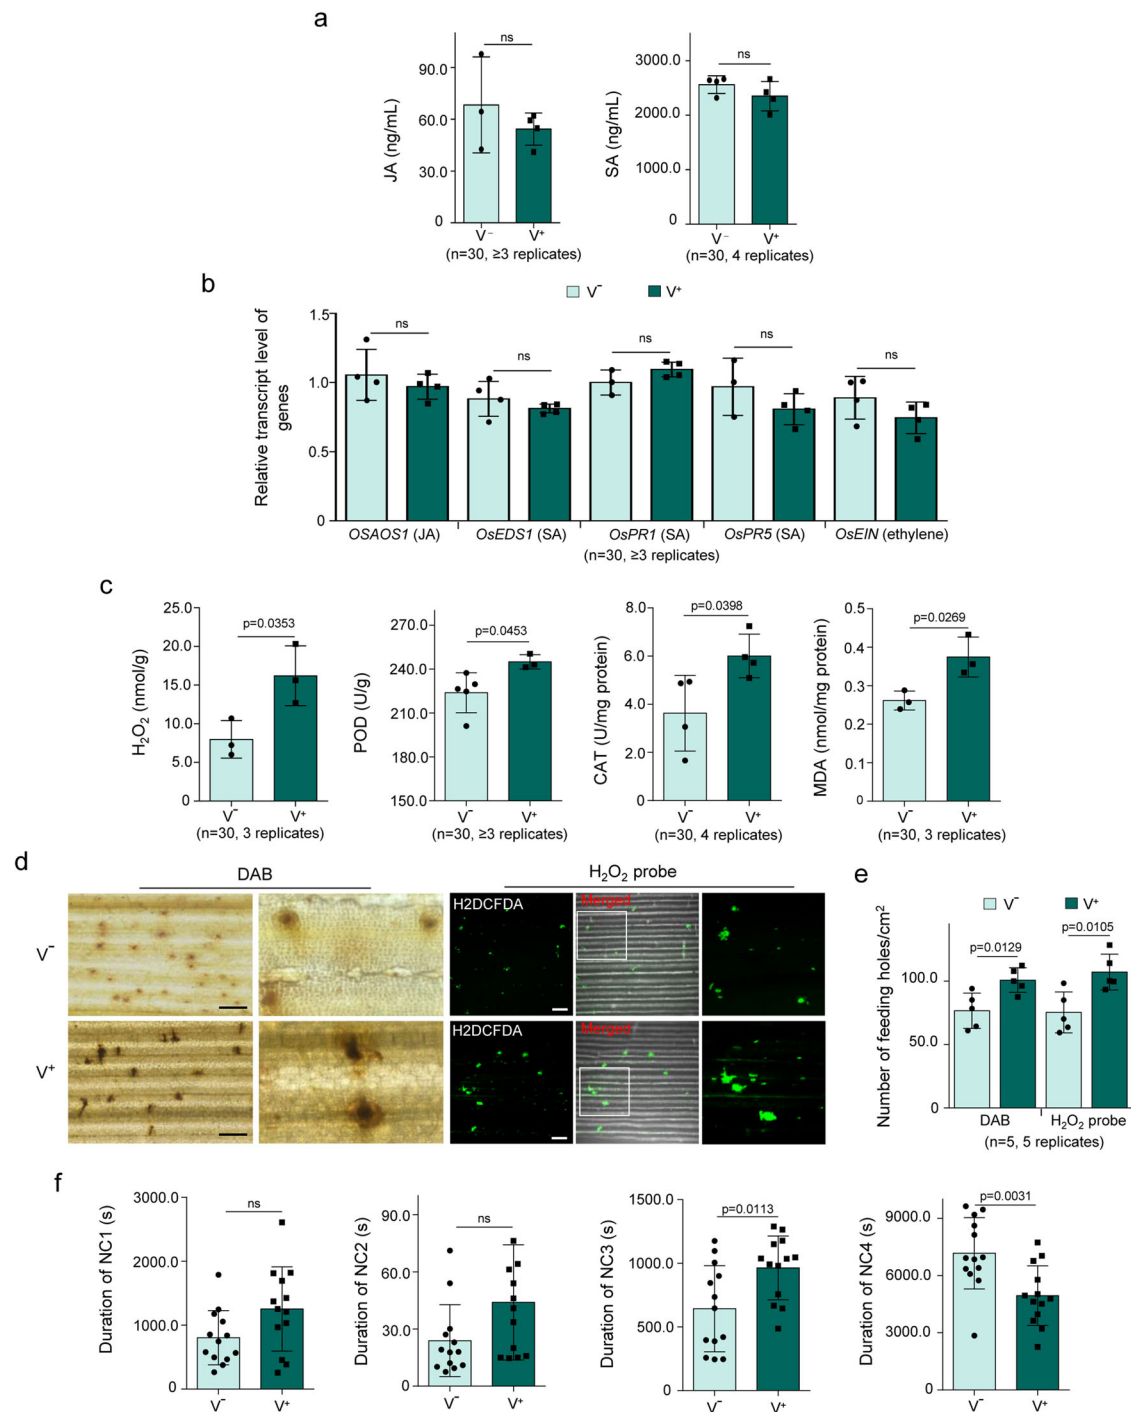 a
JA (ng/mL)
90.0
60.0
30.0
0
ns
V⁻ V⁺
(n=30, ≥3 replicates)
SA (ng/mL)
3000.0
2000.0
1000.0
0
ns
V⁻ V⁺
(n=30, 4 replicates)
b
V⁻ V⁺
Relative transcript level of
genes
1.5
1.0
0.5
0
ns ns ns ns ns
OSAOS1 (JA) OsEDS1 (SA) OsPR1 (SA) OsPR5 (SA) OsEIN (ethylene)
(n=30, ≥3 replicates)
c
H₂O₂ (nmol/g)
25.0
20.0
15.0
10.0
5.0
0
p=0.0353
V⁻ V⁺
(n=30, 3 replicates)
POD (U/g)
270.0
240.0
210.0
180.0
150.0
p=0.0453
V⁻ V⁺
(n=30, ≥3 replicates)
CAT (U/mg protein)
8.0
6.0
4.0
2.0
0
p=0.0398
V⁻ V⁺
(n=30, 4 replicates)
MDA (nmol/mg protein)
0.5
0.4
0.3
0.2
0.1
0
p=0.0269
V⁻ V⁺
(n=30, 3 replicates)
d
DAB H₂O₂ probe
V⁻
H2DCFDA Merged
V⁺
H2DCFDA Merged
e
V⁻ V⁺
Number of feeding holes/cm²
100.0
50.0
0
p=0.0129
p=0.0105
DAB H₂O₂ probe
(n=5, 5 replicates)
f
Duration of NC1 (s)
3000.0
2000.0
1000.0
0
ns
V⁻ V⁺
Duration of NC2 (s)
90.0
60.0
30.0
0
ns
V⁻ V⁺
Duration of NC3 (s)
1500.0
1000.0
500.0
0
p=0.0113
V⁻ V⁺
Duration of NC4 (s)
9000.0
6000.0
3000.0
0
p=0.0031
V⁻ V⁺